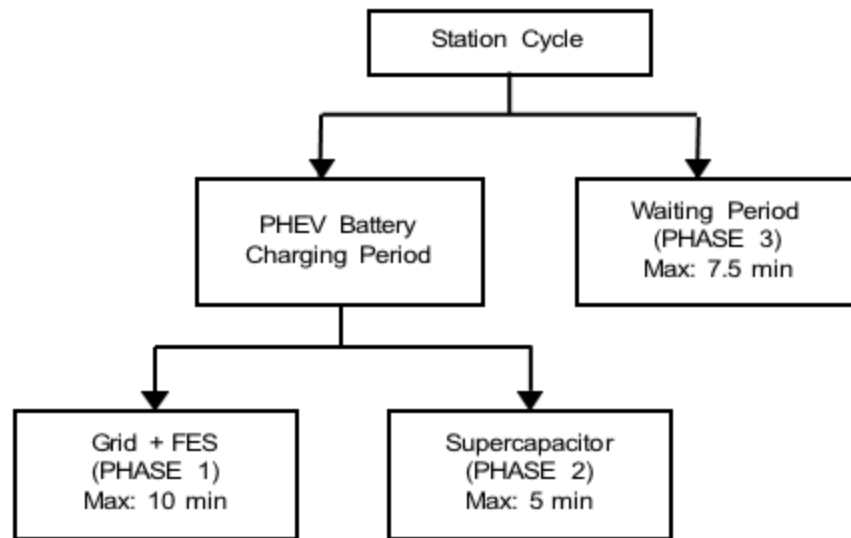 Station Cycle
PHEV Battery
Charging Period
Waiting Period
(PHASE 3)
Max: 7.5 min
Grid + FES
(PHASE 1)
Max: 10 min
Supercapacitor
(PHASE 2)
Max: 5 min